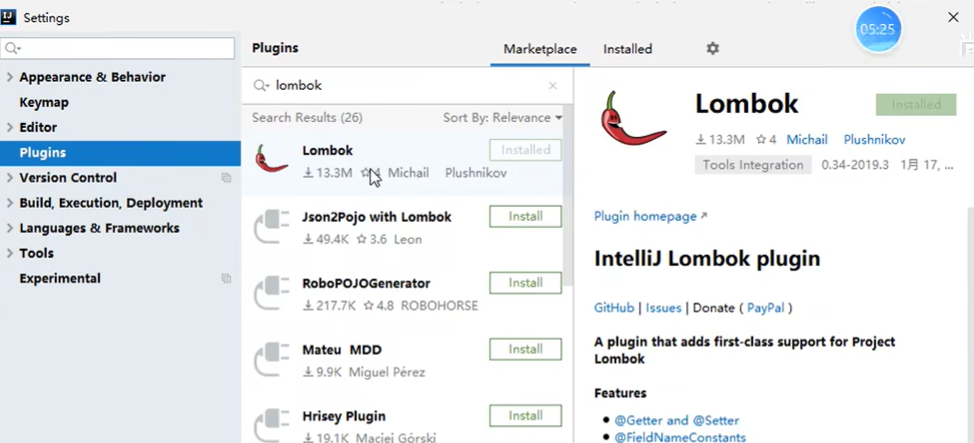 Settings
05:25
Plugins
Marketplace
Installed
Appearance & Behavior
Keymap
Editor
Plugins
Version Control
Build, Execution, Deployment
Languages & Frameworks
Tools
Experimental
lombok
Search Results (26)
Sort By: Relevance
Lombok
Installed
13.3M
Michail Plushnikov
Json2Pojo with Lombok
Install
49.4K 3.6 Leon
RoboPOJOGenerator
Install
217.7K 4.8 ROBOHORSE
Mateu MDD
Install
9.9K Miguel Pérez
Hrisey Plugin
Install
19.1K Maciej Górski
Lombok
Installed
13.3M 4 Michail Plushnikov
Tools Integration 0.34-2019.3 1月 17, ...
Plugin homepage
IntelliJ Lombok plugin
GitHub | Issues | Donate ( PayPal )
A plugin that adds first-class support for Project
Lombok
Features
@Getter and @Setter
@FieldNameConstants